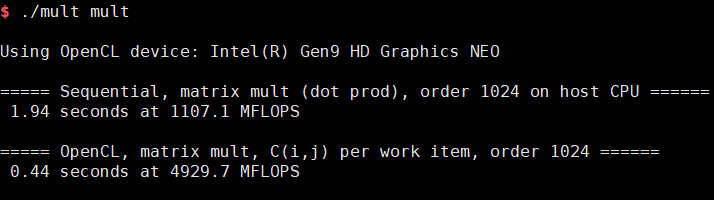 $ ./mult mult
Using OpenCL device: Intel(R) Gen9 HD Graphics NEO
===== Sequential, matrix mult (dot prod), order 1024 on host CPU ======
1.94 seconds at 1107.1 MFLOPS
===== OpenCL, matrix mult, C(i,j) per work item, order 1024 ======
0.44 seconds at 4929.7 MFLOPS